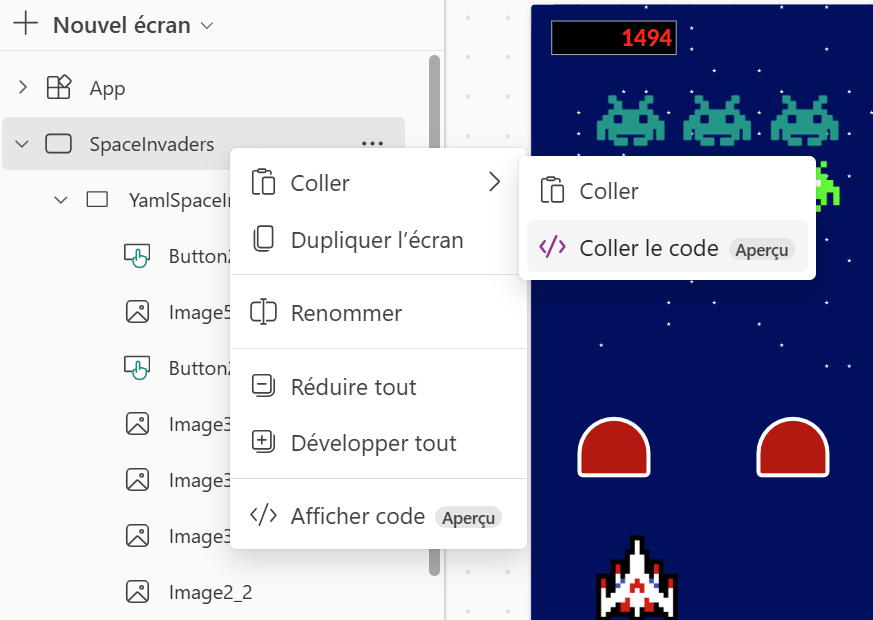 Nouvel écran
App
SpaceInvaders
YamlSpaceI
Button2
Image5
Button2
Image3
Image3
Image3
Image2_2
Coller
Dupliquer l’écran
Renommer
Réduire tout
Développer tout
Afficher code Aperçu
Coller
Coller le code Aperçu
1494